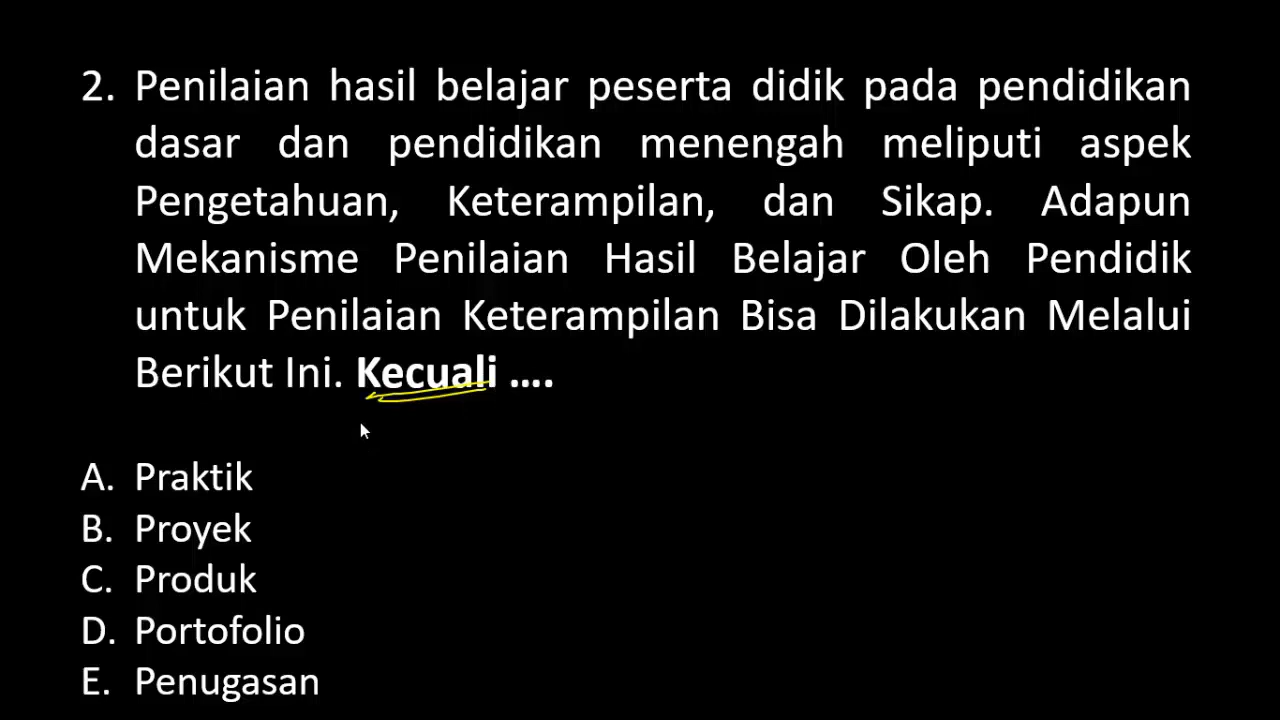 2. Penilaian hasil belajar peserta didik pada pendidikan
dasar dan pendidikan menengah meliputi aspek
Pengetahuan, Keterampilan, dan Sikap. Adapun
Mekanisme Penilaian Hasil Belajar Oleh Pendidik
untuk Penilaian Keterampilan Bisa Dilakukan Melalui
Berikut Ini. Kecuali ....
A. Praktik
B. Proyek
C. Produk
D. Portofolio
E. Penugasan